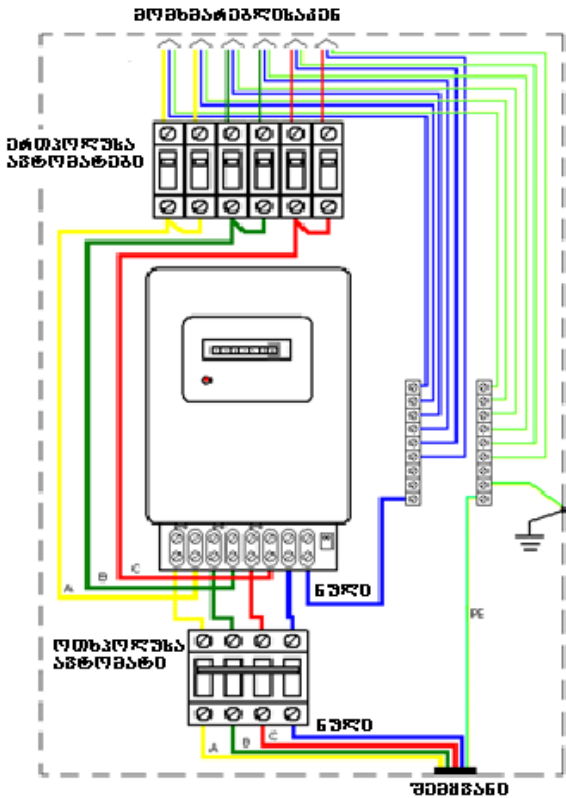 მომხმარებლისაკენ
ერთპოლუსა
ავტომატები
A
B
C
ნული
PE
ოთხპოლუსა
ავტომატი
ნული
A
B
C
შემყვანი